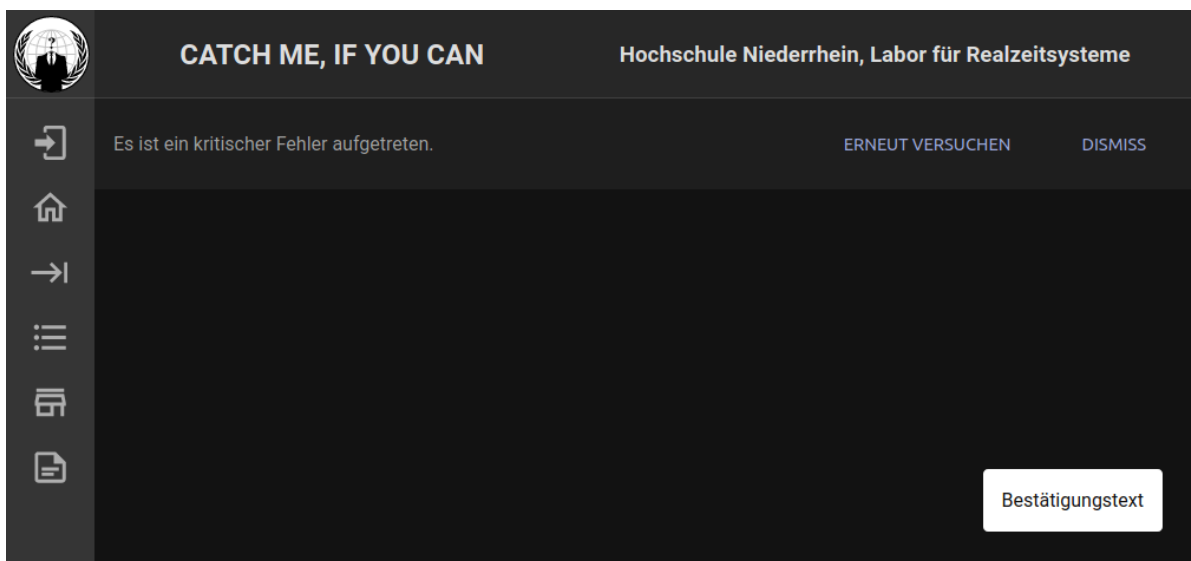 CATCH ME, IF YOU CAN
Hochschule Niederrhein, Labor für Realzeitsysteme
Es ist ein kritischer Fehler aufgetreten.
ERNEUT VERSUCHEN
DISMISS
Bestätigungstext